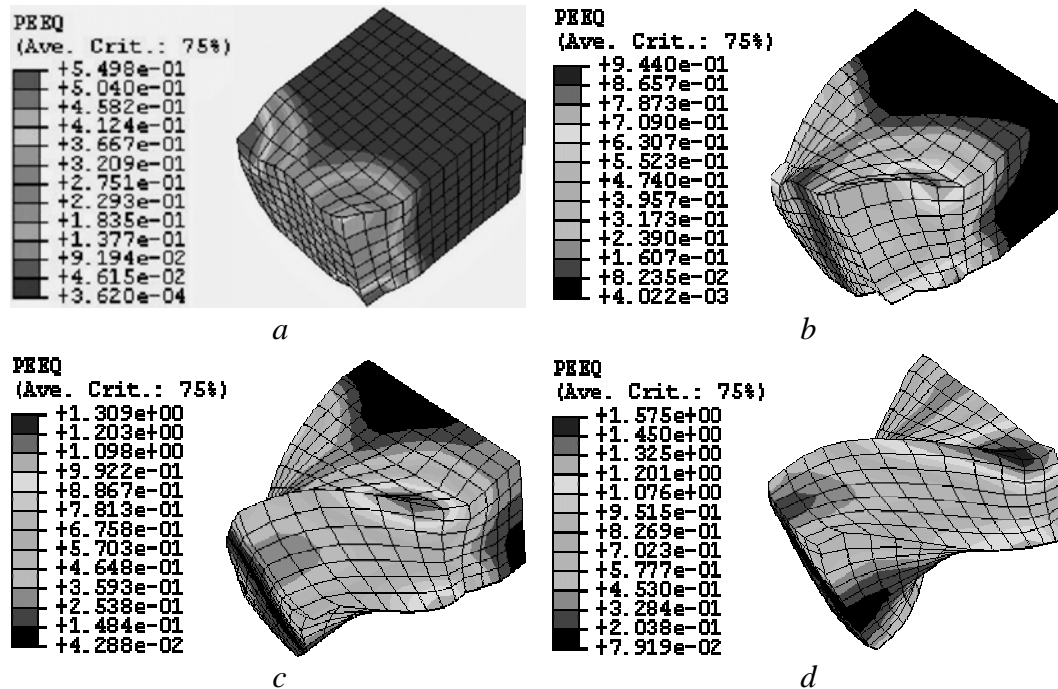 PEEQ
(Ave. Crit.: 75%)
+5.498e-01
+5.040e-01
+4.582e-01
+4.124e-01
+3.667e-01
+3.209e-01
+2.751e-01
+2.293e-01
+1.835e-01
+1.377e-01
+9.194e-02
+4.615e-02
+3.620e-04
a
PEEQ
(Ave. Crit.: 75%)
+9.440e-01
+8.657e-01
+7.873e-01
+7.090e-01
+6.307e-01
+5.523e-01
+4.740e-01
+3.957e-01
+3.173e-01
+2.390e-01
+1.607e-01
+8.235e-02
+4.022e-03
b
PEEQ
(Ave. Crit.: 75%)
+1.309e+00
+1.203e+00
+1.098e+00
+9.922e-01
+8.867e-01
+7.813e-01
+6.758e-01
+5.703e-01
+4.648e-01
+3.593e-01
+2.538e-01
+1.484e-01
+4.288e-02
c
PEEQ
(Ave. Crit.: 75%)
+1.575e+00
+1.450e+00
+1.325e+00
+1.201e+00
+1.076e+00
+9.515e-01
+8.269e-01
+7.023e-01
+5.777e-01
+4.530e-01
+3.284e-01
+2.038e-01
+7.919e-02
d